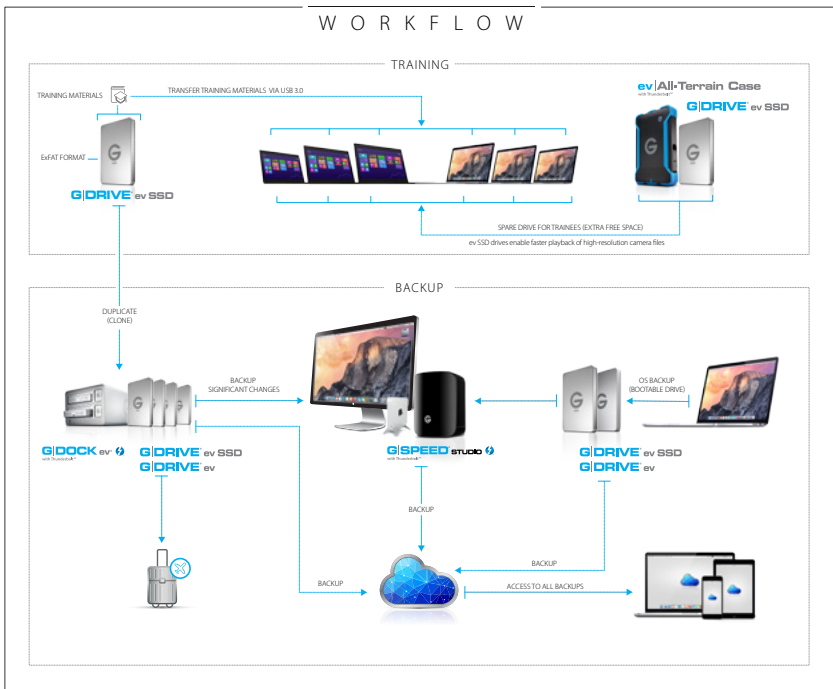 WORKFLOW
TRAINING
TRAINING MATERIALS
TRANSFER TRAINING MATERIALS VIA USB 3.0
ev|All-Terrain Case
with Thunderbolt™
G|DRIVE® ev SSD
G
G
G
ExFAT FORMAT
G|DRIVE® ev SSD
SPARE DRIVE FOR TRAINEES (EXTRA FREE SPACE)
ev SSD drives enable faster playback of high-resolution camera files
BACKUP
DUPLICATE
(CLONE)
BACKUP
SIGNIFICANT CHANGES
OS BACKUP
(BOOTABLE DRIVE)
G|DOCK ev®
with Thunderbolt™
G|DRIVE® ev SSD
G|DRIVE® ev
G|SPEED® STUDIO
with Thunderbolt™
G|DRIVE® ev SSD
G|DRIVE® ev
BACKUP
BACKUP
BACKUP
ACCESS TO ALL BACKUPS